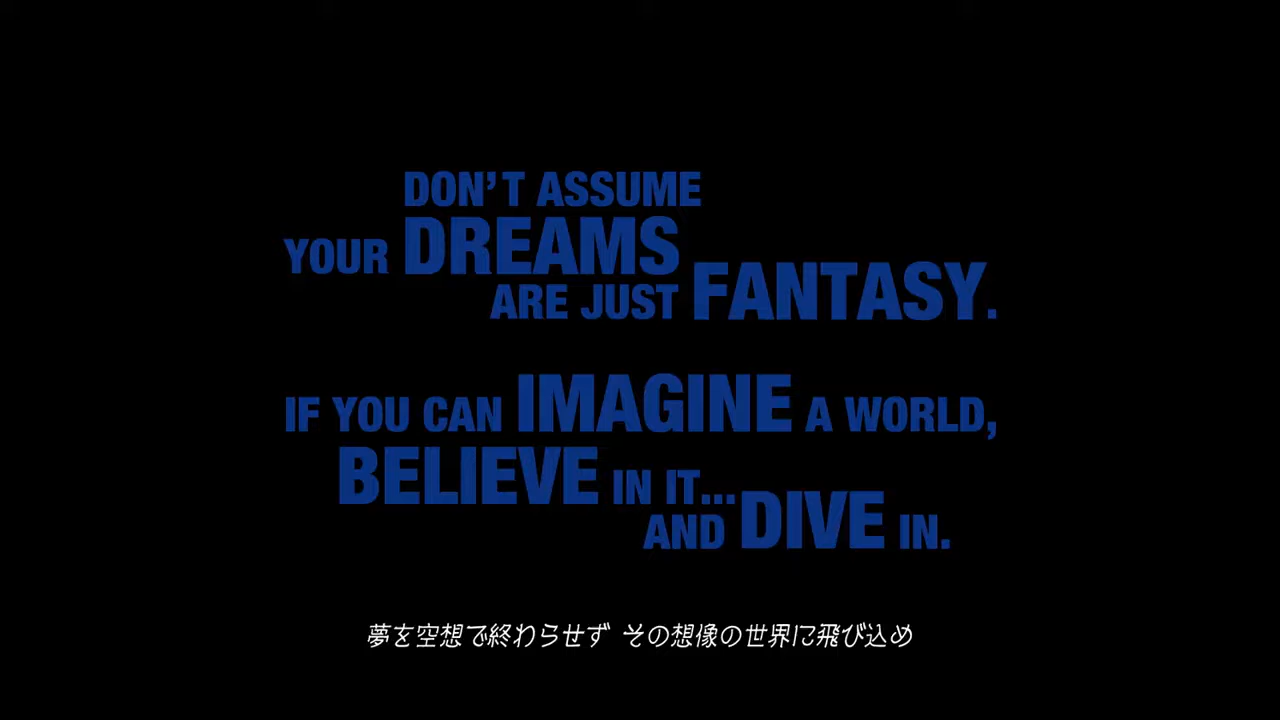 DON'T ASSUME
YOUR DREAMS
ARE JUST FANTASY.
IF YOU CAN IMAGINE A WORLD,
BELIEVE IN IT...
AND DIVE IN.
夢を空想で終わらせず その想像の世界に飛び込め